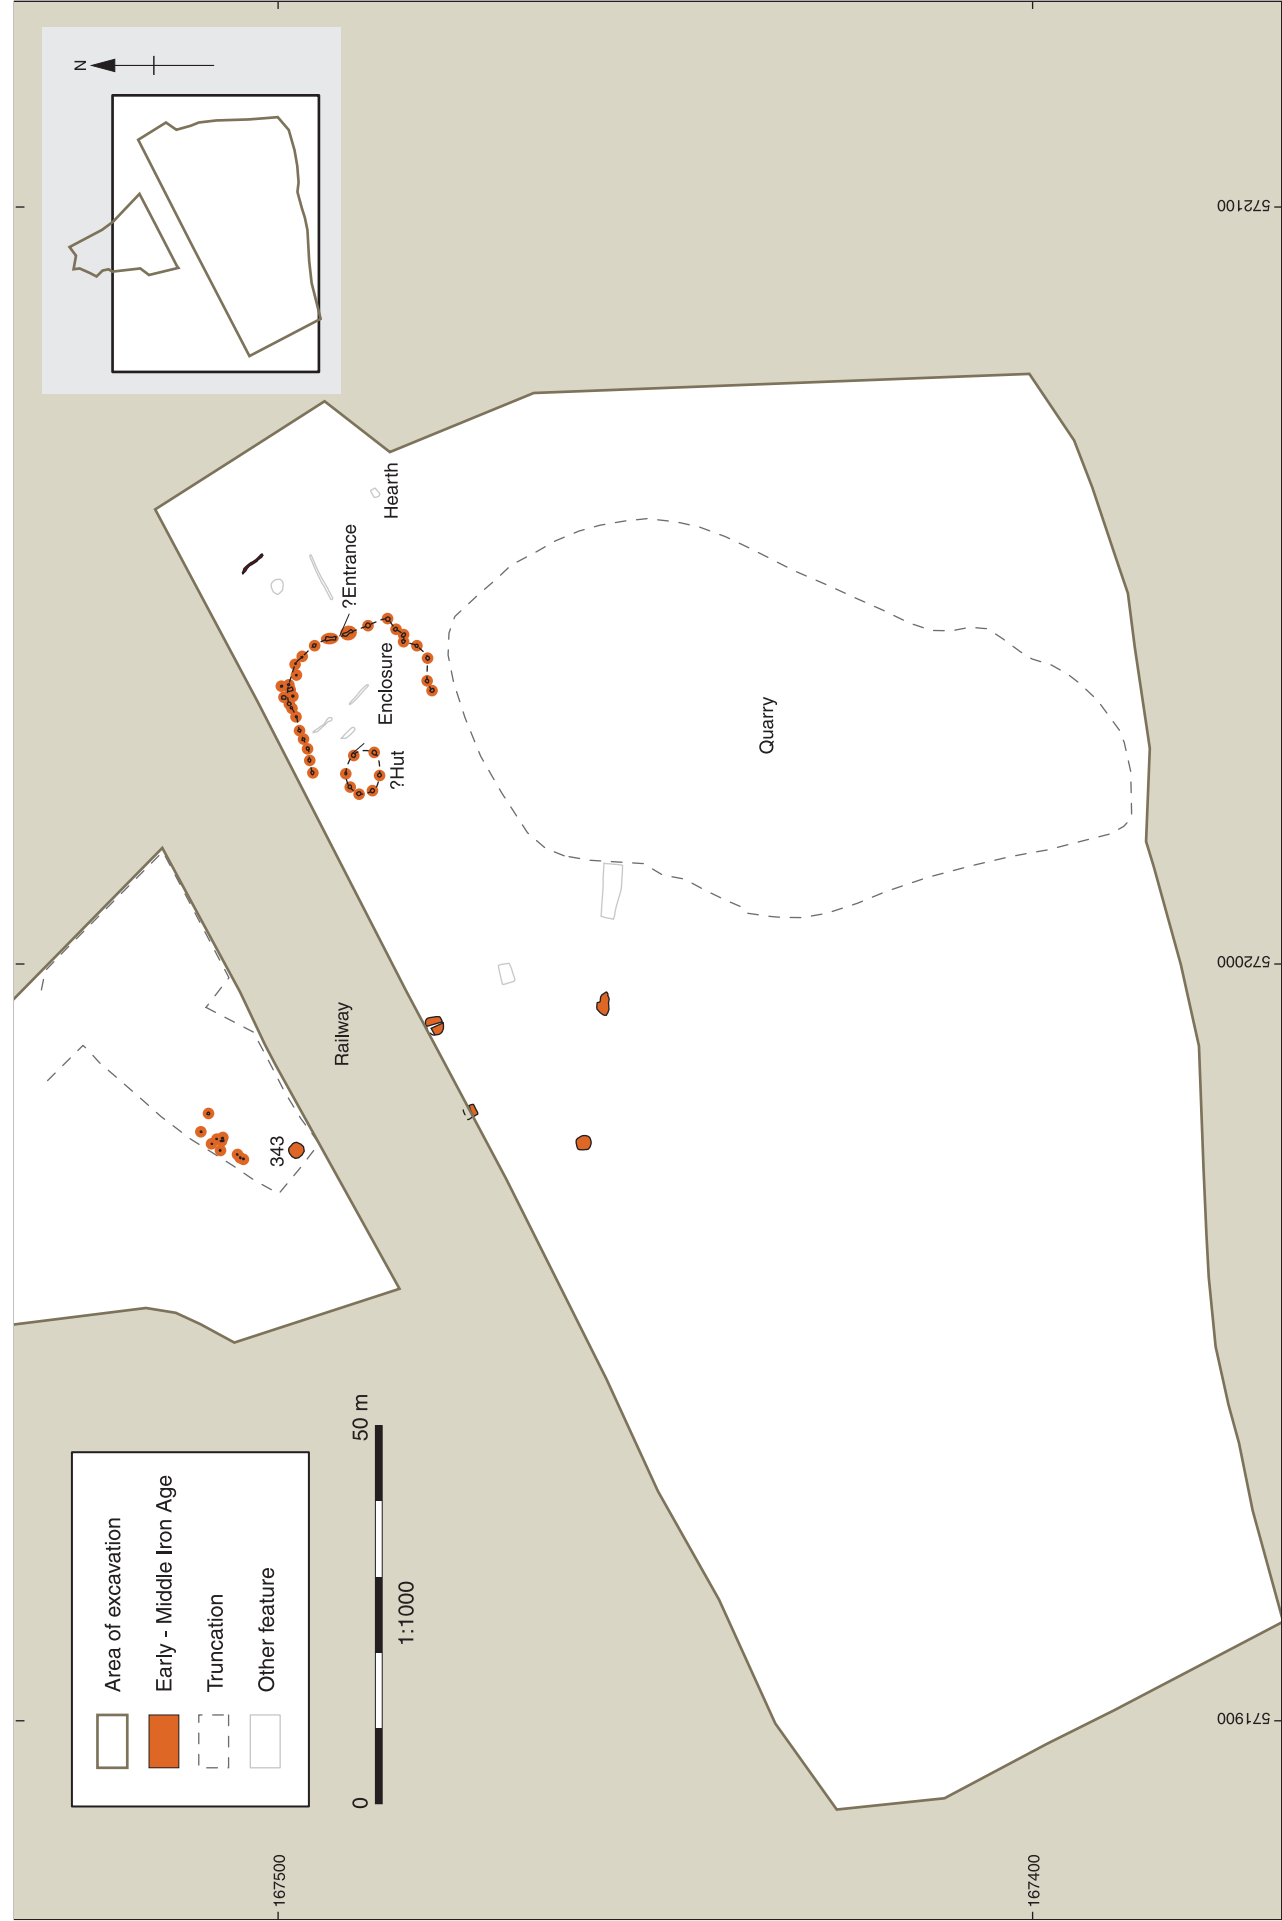 N
Area of excavation
Early - Middle Iron Age
Truncation
Other feature
0
50 m
1:1000
343
Railway
?Entrance
Hearth
Enclosure
?Hut
Quarry
167500
167400
571900
572000
572100